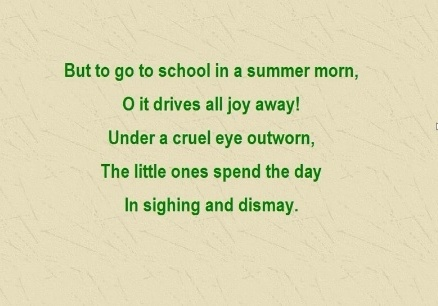 But to go to school in a summer morn,
O it drives all joy away!
Under a cruel eye outworn,
The little ones spend the day
In sighing and dismay.